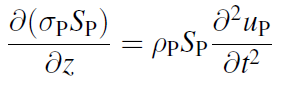 ∂(σ_P S_P)/∂z = ρ_P S_P ∂²u_P/∂t²